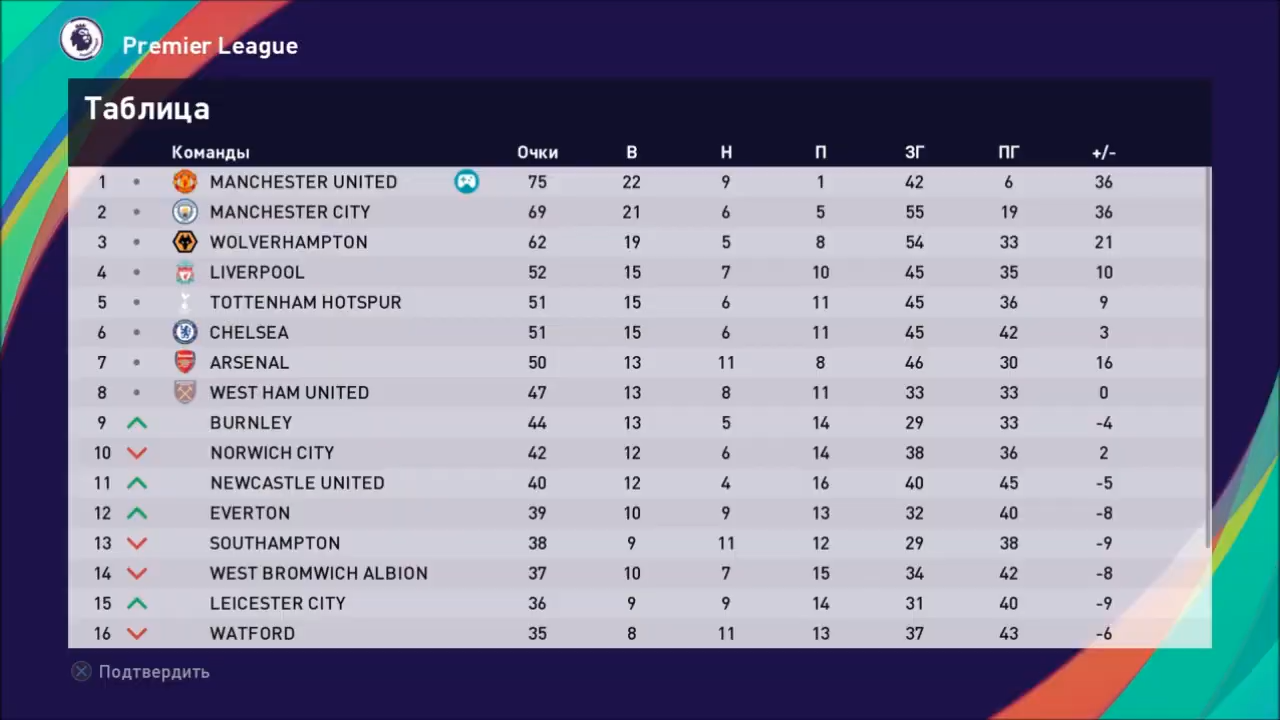 Premier League
Таблица
Команды Очки В Н П ЗГ ПГ +/-
1 MANCHESTER UNITED 75 22 9 1 42 6 36
2 MANCHESTER CITY 69 21 6 5 55 19 36
3 WOLVERHAMPTON 62 19 5 8 54 33 21
4 LIVERPOOL 52 15 7 10 45 35 10
5 TOTTENHAM HOTSPUR 51 15 6 11 45 36 9
6 CHELSEA 51 15 6 11 45 42 3
7 ARSENAL 50 13 11 8 46 30 16
8 WEST HAM UNITED 47 13 8 11 33 33 0
9 BURNLEY 44 13 5 14 29 33 -4
10 NORWICH CITY 42 12 6 14 38 36 2
11 NEWCASTLE UNITED 40 12 4 16 40 45 -5
12 EVERTON 39 10 9 13 32 40 -8
13 SOUTHAMPTON 38 9 11 12 29 38 -9
14 WEST BROMWICH ALBION 37 10 7 15 34 42 -8
15 LEICESTER CITY 36 9 9 14 31 40 -9
16 WATFORD 35 8 11 13 37 43 -6
Подтвердить